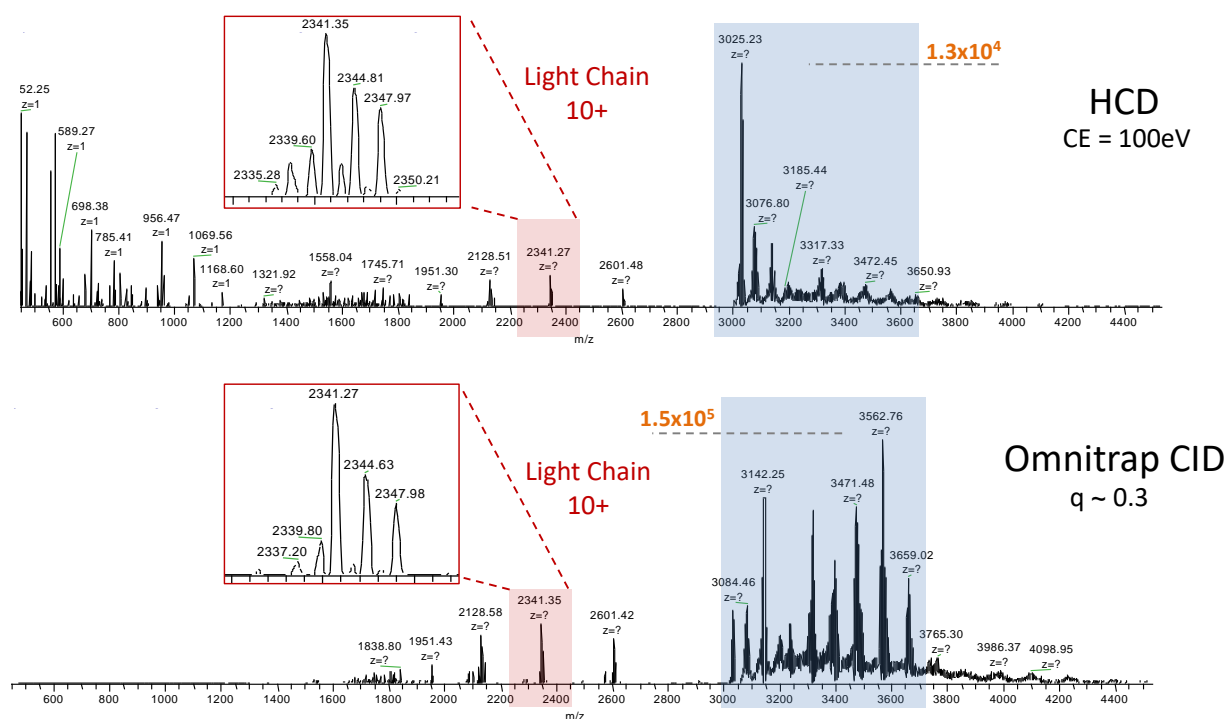 2341.35
2344.81
2347.97
2339.60
2335.28
2350.21
Light Chain
10+
3025.23
z=?
1.3x10⁴
HCD
CE = 100eV
52.25
z=1
589.27
z=1
698.38
z=1
785.41
z=1
956.47
z=1
1069.56
z=1
1168.60
z=1
1321.92
z=?
1558.04
z=?
1745.71
z=?
1951.30
z=?
2128.51
z=?
2341.27
z=?
2601.48
z=?
3076.80
z=?
3185.44
z=?
3317.33
z=?
3472.45
z=?
3650.93
z=?
600 800 1000 1200 1400 1600 1800 2000 2200 2400 2600 2800 3000 3200 3400 3600 3800 4000 4200 4400
m/z
2341.27
2344.63
2347.98
2339.80
2337.20
Light Chain
10+
1.5x10⁵
3562.76
z=?
Omnitrap CID
q ~ 0.3
3142.25
z=?
3471.48
z=?
3084.46
z=?
3659.02
z=?
1838.80
z=?
1951.43
z=?
2128.58
z=?
2341.35
z=?
2601.42
z=?
3765.30
z=?
3986.37
z=?
4098.95
z=?
600 800 1000 1200 1400 1600 1800 2000 2200 2400 2600 2800 3000 3200 3400 3600 3800 4000 4200 4400
m/z